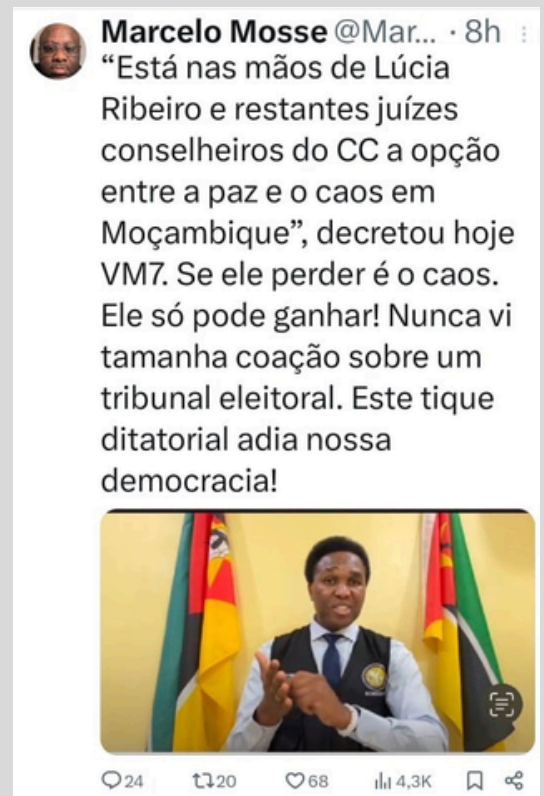 Marcelo Mosse @Mar... · 8h
“Está nas mãos de Lúcia
Ribeiro e restantes juízes
conselheiros do CC a opção
entre a paz e o caos em
Moçambique”, decretou hoje
VM7. Se ele perder é o caos.
Ele só pode ganhar! Nunca vi
tamanha coação sobre um
tribunal eleitoral. Este tique
ditatorial adia nossa
democracia!
24 20 68 4,3K